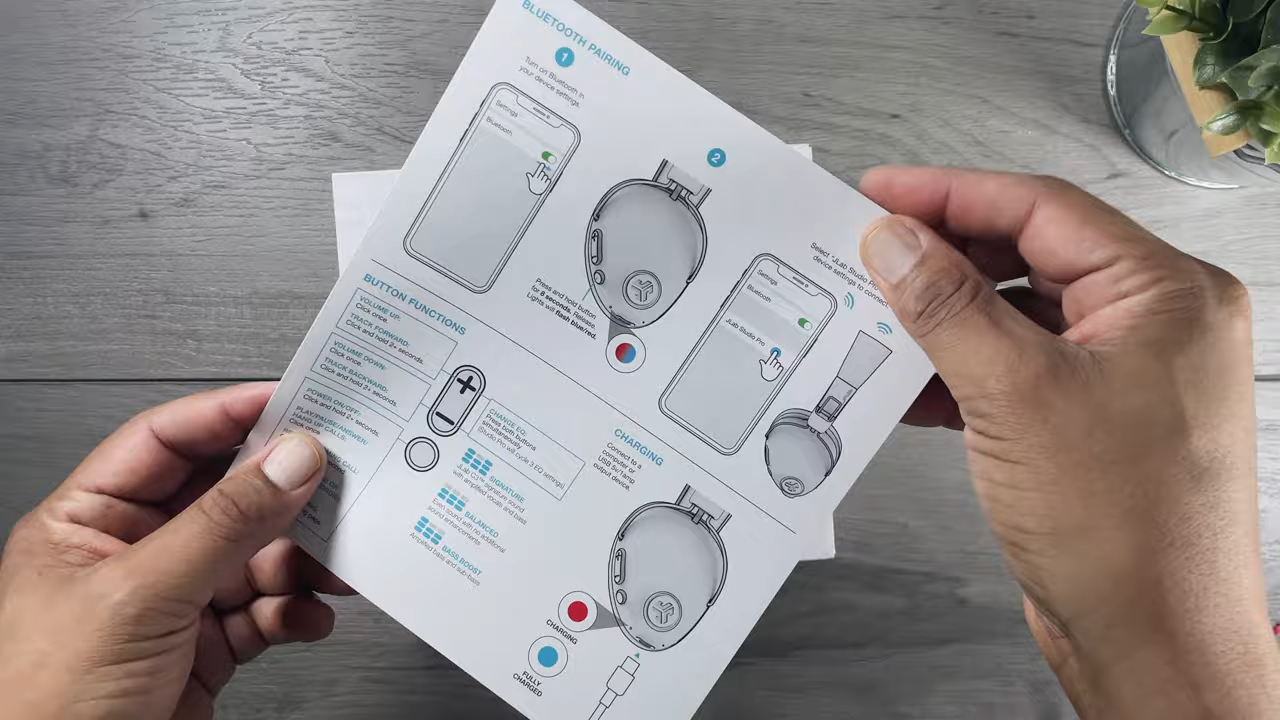 BLUETOOTH PAIRING
1
Turn on Bluetooth in
your device settings.
Settings
Bluetooth
2
Press and hold button
for 8 seconds. Release.
Lights will flash blue/red.
Select "JLab Studio
device settings to connect
Settings
Bluetooth
JLab Studio Pro
BUTTON FUNCTIONS
VOLUME UP:
Click once.
TRACK FORWARD:
Click and hold 2+ seconds.
VOLUME DOWN:
Click once.
TRACK BACKWARD:
Click and hold 2+ seconds.
POWER ON/OFF:
Click and hold 2+ seconds.
PLAY/PAUSE/ANSWER/
HANG UP CALLS:
Click once
CALL:
CHANGE EQ:
Press both buttons
simultaneously
(Studio Pro will cycle 3 EQ settings)
SIGNATURE
JLab C3™ signature sound
with amplified vocals and bass
BALANCED
Even sound with no additional
sound enhancements
BASS BOOST
Amplified bass and sub-bass
CHARGING
Connect to a
computer or
USB 5v/1amp
output device.
CHARGING
FULLY
CHARGED